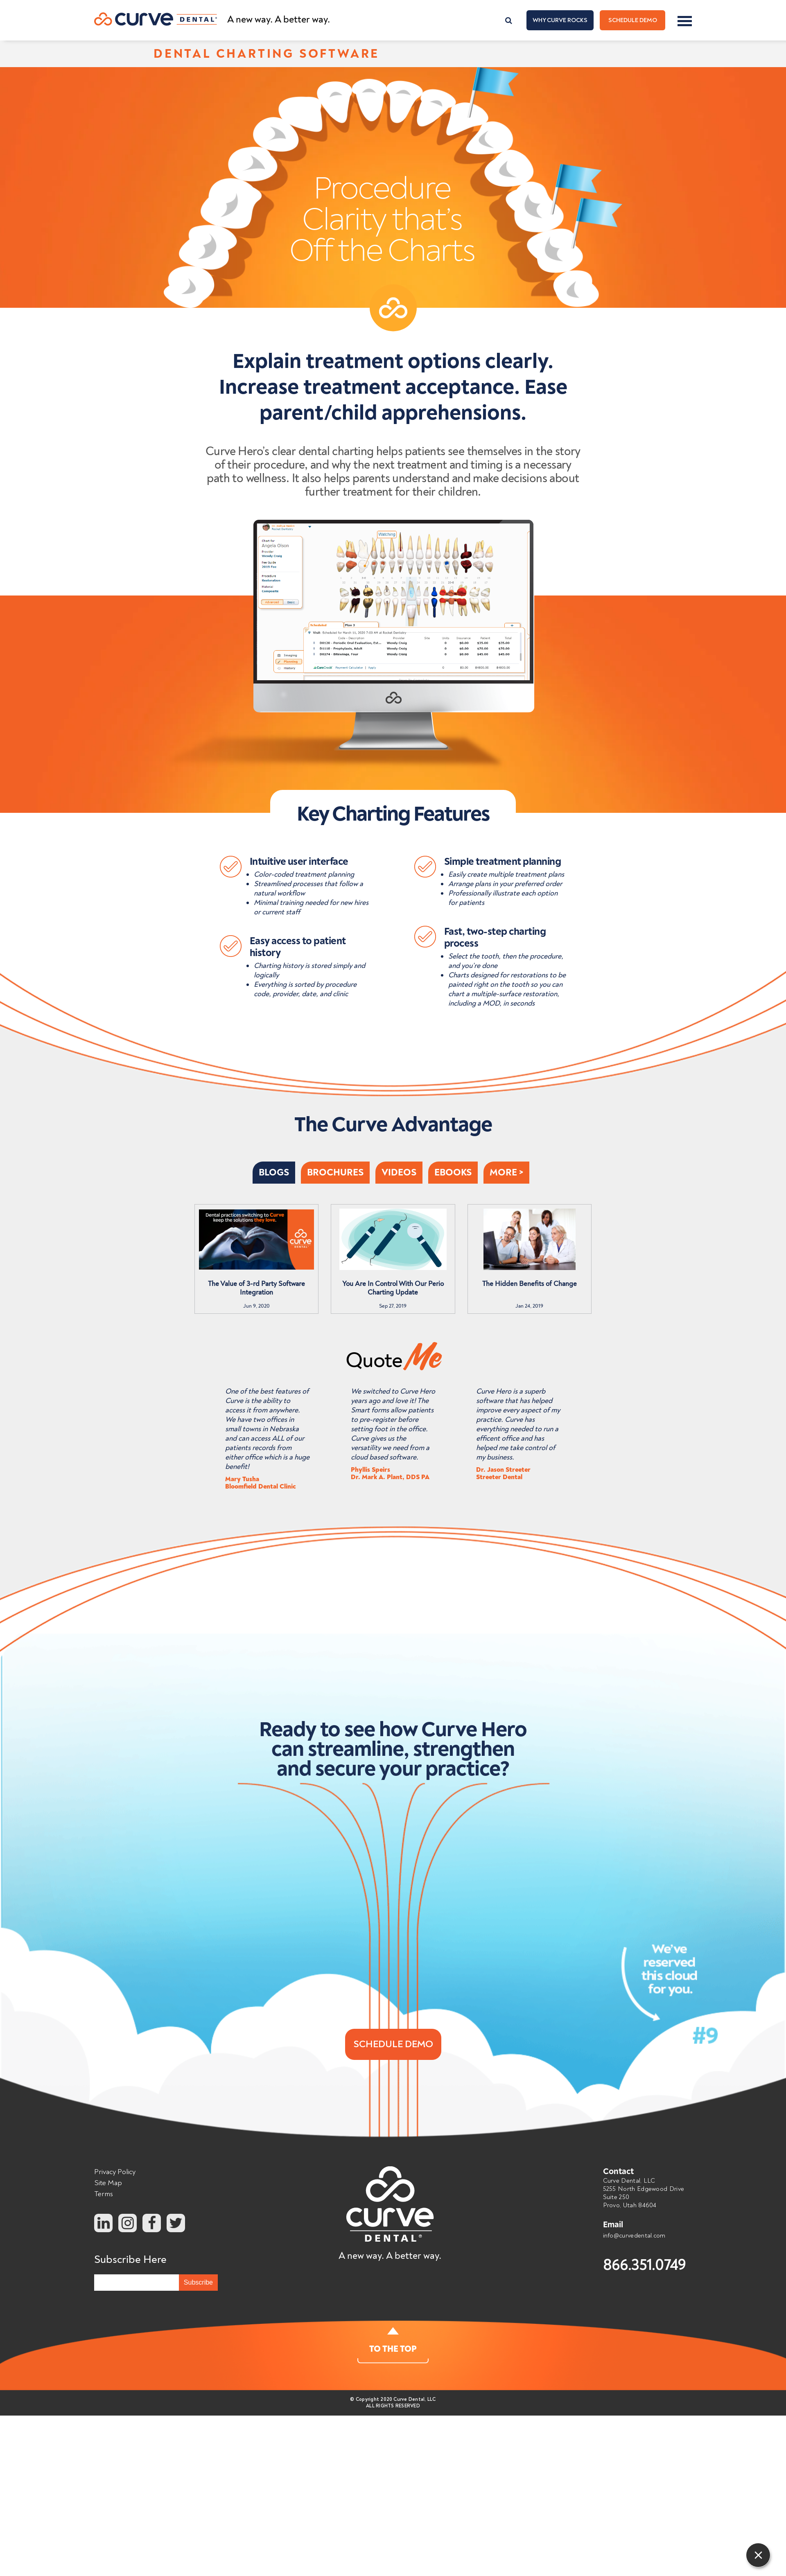 curve DENTAL
A new way. A better way.
WHY CURVE ROCKS
SCHEDULE DEMO
DENTAL CHARTING SOFTWARE
Procedure
Clarity that's
Off the Charts
Explain treatment options clearly.
Increase treatment acceptance. Ease
parent/child apprehensions.
Curve Hero's clear dental charting helps patients see themselves in the story
of their procedure, and why the next treatment and timing is a necessary
path to wellness. It also helps parents understand and make decisions about
further treatment for their children.
Watching
Key Charting Features
Intuitive user interface
Color-coded treatment planning
Streamlined processes that follow a
natural workflow
Minimal training needed for new hires
or current staff
Easy access to patient
history
Charting history is stored simply and
logically
Everything is sorted by procedure
code, provider, date, and clinic
Simple treatment planning
Easily create multiple treatment plans
Arrange plans in your preferred order
Professionally illustrate each option
for patients
Fast, two-step charting
process
Select the tooth, then the procedure,
and you're done
Charts designed for restorations to be
painted right on the tooth so you can
chart a multiple-surface restoration,
including a MOD, in seconds
The Curve Advantage
BLOGS
BROCHURES
VIDEOS
EBOOKS
MORE >
Dental practices switching to Curve
keep the solutions they love.
curve
DENTAL
The Value of 3-rd Party Software
Integration
Jun 9, 2020
You Are In Control With Our Perio
Charting Update
Sep 27, 2019
The Hidden Benefits of Change
Jan 24, 2019
Quote Me
One of the best features of
Curve is the ability to
access it from anywhere.
We have two offices in
small towns in Nebraska
and can access ALL of our
patients records from
either office which is a huge
benefit!
Mary Tusha
Bloomfield Dental Clinic
We switched to Curve Hero
years ago and love it! The
Smart forms allow patients
to pre-register before
setting foot in the office.
Curve gives us the
versatility we need from a
cloud based software.
Phyllis Speirs
Dr. Mark A. Plant, DDS PA
Curve Hero is a superb
software that has helped
improve every aspect of my
practice. Curve has
everything needed to run a
efficent office and has
helped me take control of
my business.
Dr. Jason Streeter
Streeter Dental
Ready to see how Curve Hero
can streamline, strengthen
and secure your practice?
We've
reserved
this cloud
for you.
#9
SCHEDULE DEMO
Privacy Policy
Site Map
Terms
Subscribe Here
Subscribe
curve
DENTAL®
A new way. A better way.
Contact
Curve Dental, LLC
5255 North Edgewood Drive
Suite 250
Provo, Utah 84604
Email
info@curvedental.com
866.351.0749
TO THE TOP
© Copyright 2020 Curve Dental, LLC
ALL RIGHTS RESERVED